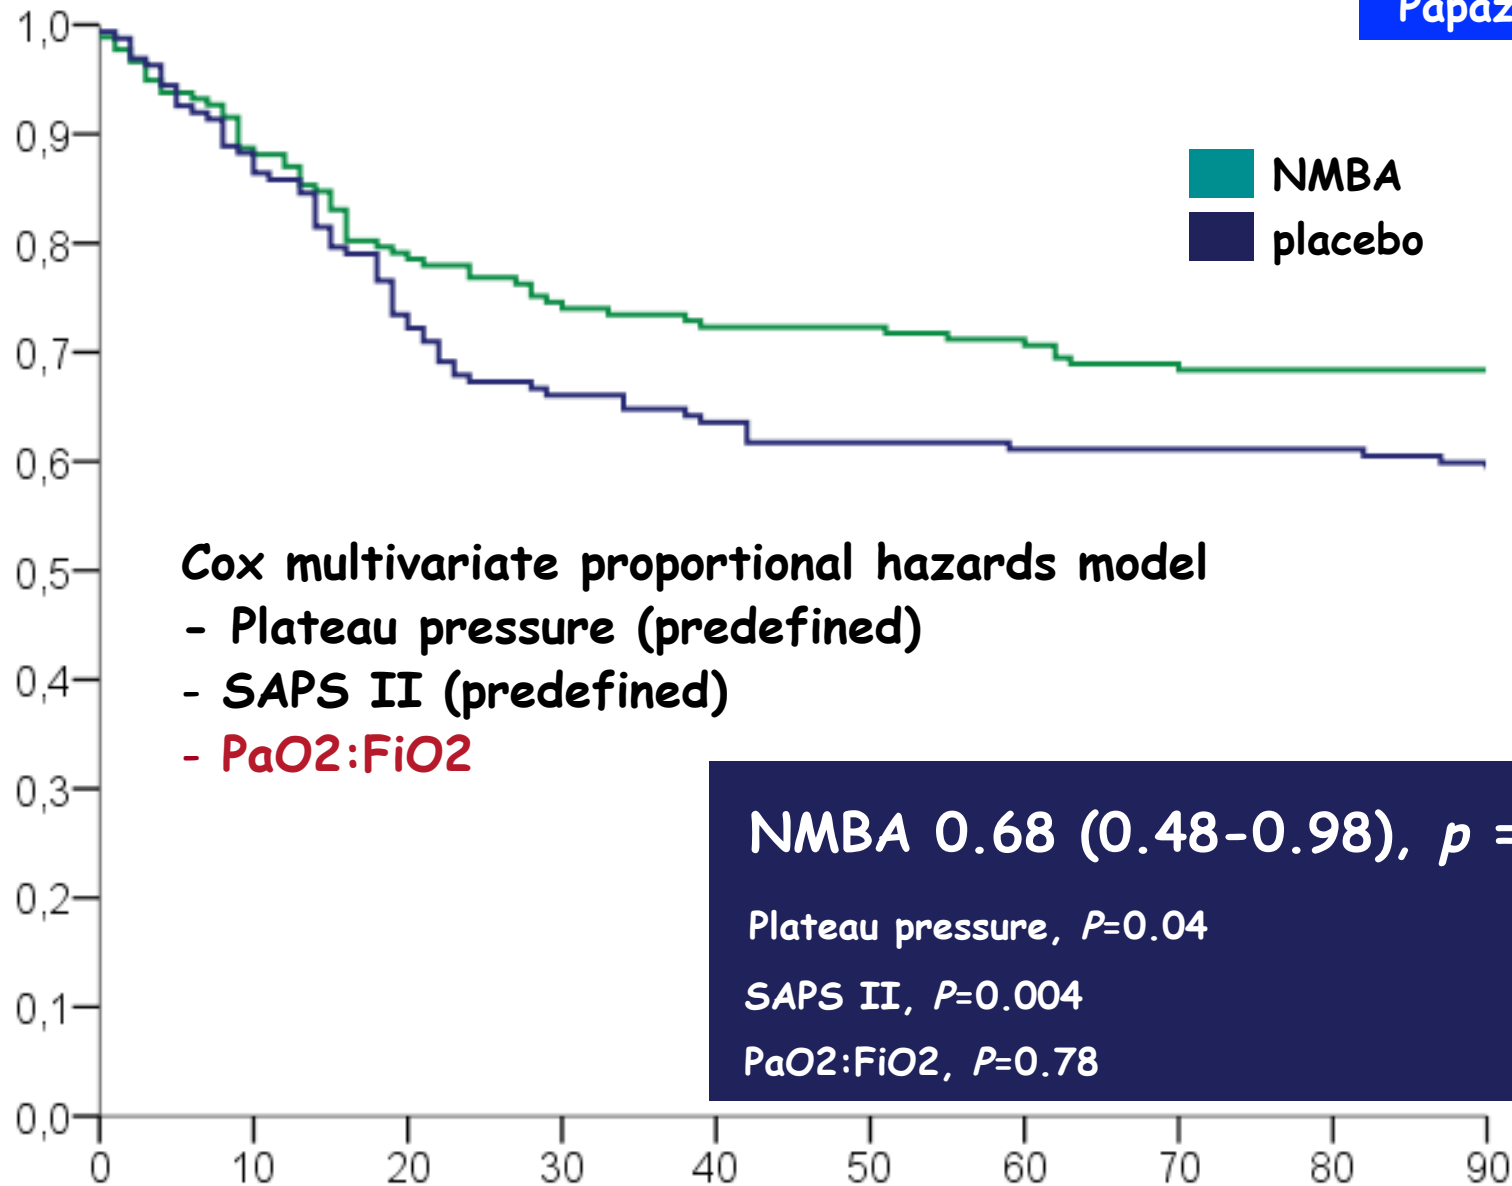 1,0
0,9
0,8
0,7
0,6
0,5
0,4
0,3
0,2
0,1
0,0
0 10 20 30 40 50 60 70 80 90
NMBA
placebo
Cox multivariate proportional hazards model
- Plateau pressure (predefined)
- SAPS II (predefined)
- PaO2:FiO2
NMBA 0.68 (0.48-0.98), p =
Plateau pressure, P=0.04
SAPS II, P=0.004
PaO2:FiO2, P=0.78